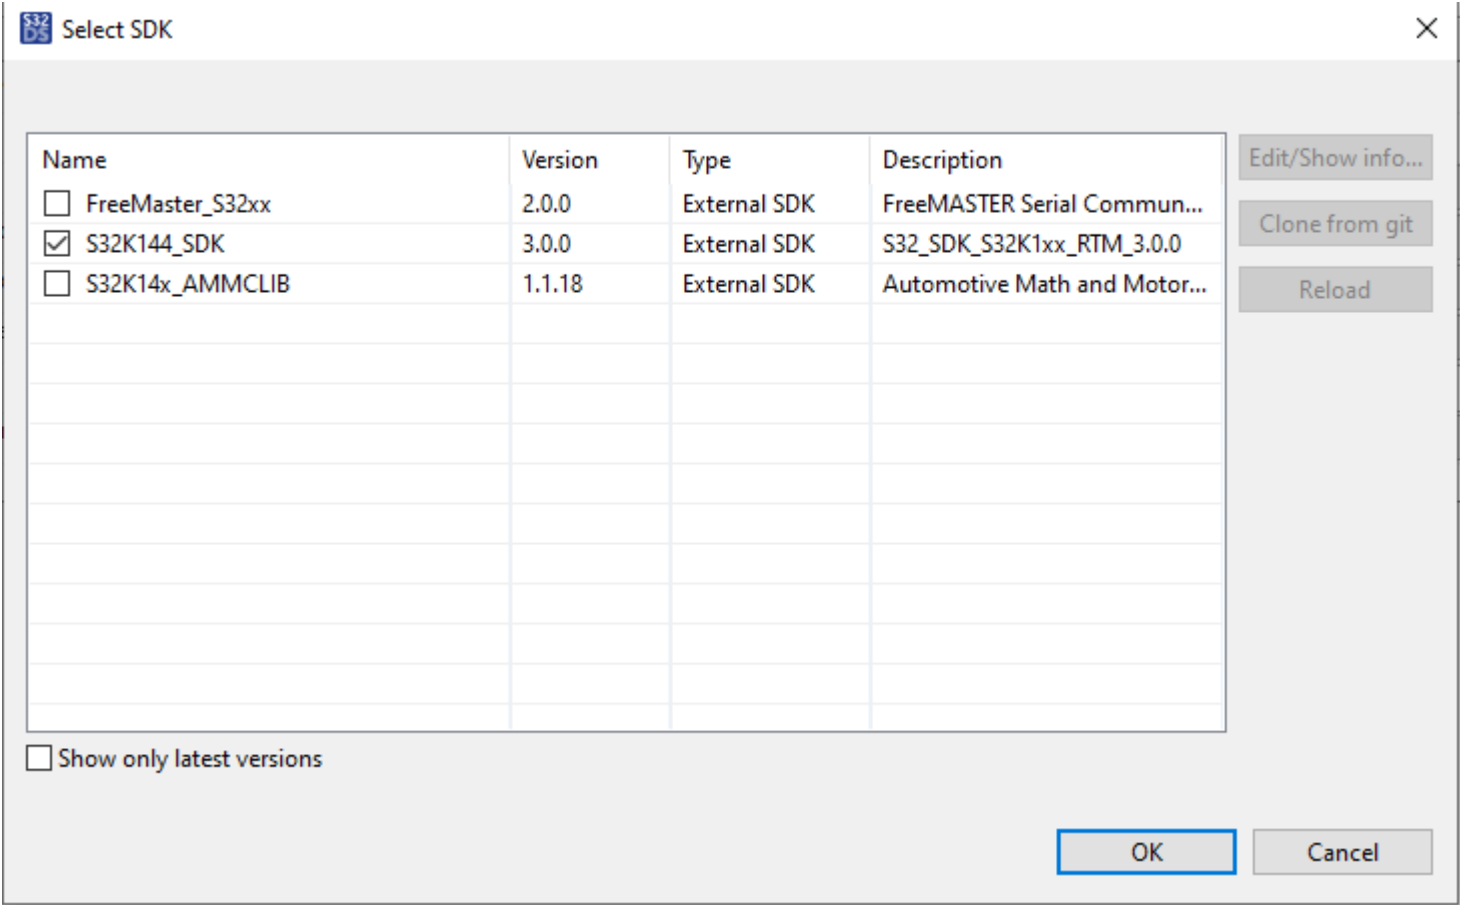 S32 DS Select SDK
Name Version Type Description
Edit/Show info...
FreeMaster_S32xx 2.0.0 External SDK FreeMASTER Serial Commun...
Clone from git
S32K144_SDK 3.0.0 External SDK S32_SDK_S32K1xx_RTM_3.0.0
S32K14x_AMMCLIB 1.1.18 External SDK Automotive Math and Motor...
Reload
Show only latest versions
OK Cancel